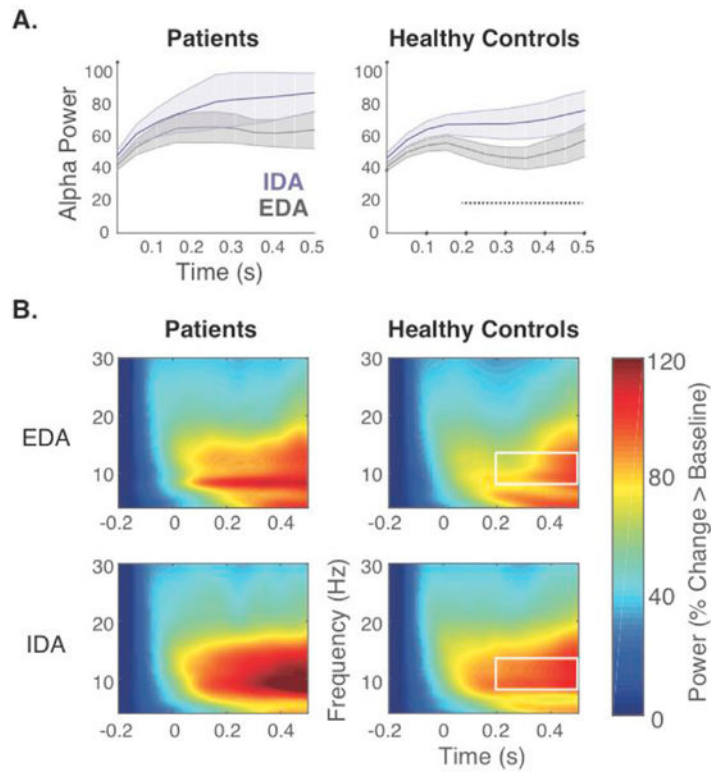 A.
Patients
Healthy Controls
Alpha Power
100
80
60
40
20
0
IDA
EDA
0.1 0.2 0.3 0.4 0.5
Time (s)
100
80
60
40
20
0
0.1 0.2 0.3 0.4 0.5
B.
Patients
Healthy Controls
EDA
30
20
10
-0.2 0 0.2 0.4
30
20
10
-0.2 0 0.2 0.4
IDA
30
20
10
-0.2 0 0.2 0.4
Frequency (Hz)
30
20
10
-0.2 0 0.2 0.4
Time (s)
120
80
40
0
Power (% Change > Baseline)